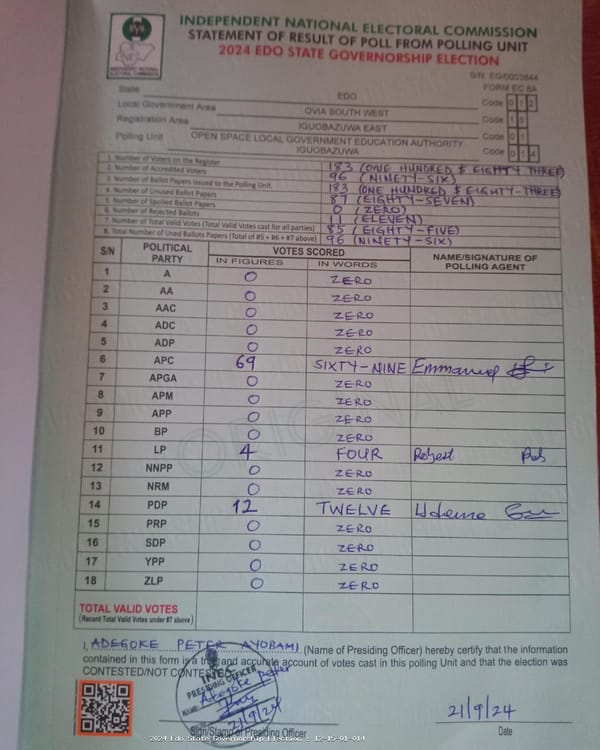 INDEPENDENT NATIONAL ELECTORAL COMMISSION
STATEMENT OF RESULT OF POLL FROM POLLING UNIT
2024 EDO STATE GOVERNORSHIP ELECTION
INDEPENDENT NATIONAL
ELECTORAL COMMISSION
S/N: EG/0003844
FORM EC 8A
State EDO Code 0 1 2
Local Government Area OVIA SOUTH WEST Code 1 5
Registration Area IGUOBAZUWA EAST Code 0 1
Polling Unit OPEN SPACE LOCAL GOVERNMENT EDUCATION AUTHORITY IGUOBAZUWA Code 0 1 4
1. Number of Voters on the Register 183 (ONE HUNDRED $ EIGHTY THREE)
2. Number of Accredited Voters 96 (NINETY-SIX)
3. Number of Ballot Papers Issued to the Polling Unit 183 (ONE HUNDRED $ EIGHTY-THREE)
4. Number of Unused Ballot Papers 87 (EIGHTY-SEVEN)
5. Number of Spoiled Ballot Papers 0 (ZERO)
6. Number of Rejected Ballots 11 (ELEVEN)
7. Number of Total Valid Votes (Total Valid Votes cast for all parties) 85 (EIGHTY-FIVE)
8. Total Number of Used Ballots Papers (Total of #5 + #6 + #7 above) 96 (NINETY-SIX)
S/N POLITICAL PARTY VOTES SCORED NAME/SIGNATURE OF POLLING AGENT
IN FIGURES IN WORDS
1 A 0 ZERO
2 AA 0 ZERO
3 AAC 0 ZERO
4 ADC 0 ZERO
5 ADP 0 ZERO
6 APC 69 SIXTY-NINE Emmanuel
7 APGA 0 ZERO
8 APM 0 ZERO
9 APP 0 ZERO
10 BP 0 ZERO
11 LP 4 FOUR
12 NNPP 0 ZERO
13 NRM 0 ZERO
14 PDP 12 TWELVE
15 PRP 0 ZERO
16 SDP 0 ZERO
17 YPP 0 ZERO
18 ZLP 0 ZERO
ORIGINAL
TOTAL VALID VOTES
(Record Total Valid Votes under #7 above)
I, ADEGOKE PETER AYOBAMI (Name of Presiding Officer) hereby certify that the information
contained in this form is a true and accurate account of votes cast in this polling Unit and that the election was
CONTESTED/NOT CONTESTED
INEC
PRESIDING OFFICER
NAME: Adegoke Peter
21/9/24
Sign/Stamp of Presiding Officer
21/9/24
Date
2024 Edo State Governorship Election : 12-15-01-014